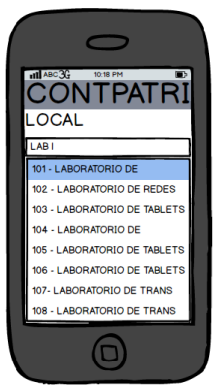 ABC 3G 10:18 PM
CONTPATRI
LOCAL
LAB I
101 - LABORATORIO DE
102 - LABORATORIO DE REDES
103 - LABORATORIO DE TABLETS
104 - LABORATORIO DE
105 - LABORATORIO DE TABLETS
106 - LABORATORIO DE TABLETS
107- LABORATORIO DE TRANS
108 - LABORATORIO DE TRANS